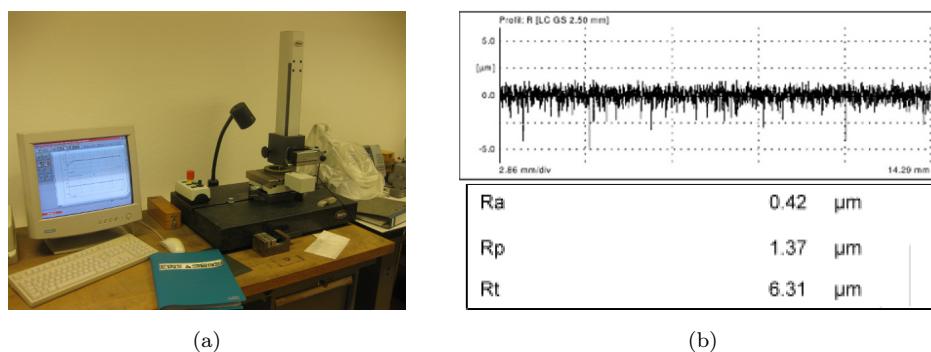 Profil: R [LC GS 2.50 mm]
5.0
[µm]
0.0
-5.0
2.86 mm/div
14.29 mm
Ra 0.42 µm
Rp 1.37 µm
Rt 6.31 µm
(a)
(b)